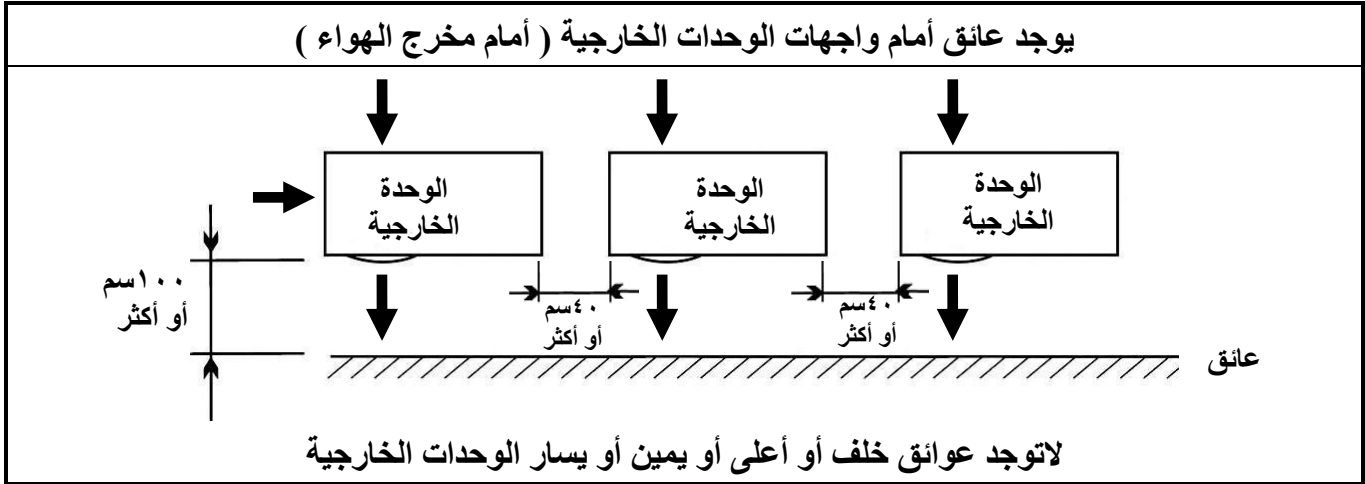 يوجد عائق أمام واجهات الوحدات الخارجية ( أمام مخرج الهواء )
الوحدة
الخارجية
الوحدة
الخارجية
الوحدة
الخارجية
١٠٠سم
أو أكثر
٤٠سم
أو أكثر
٤٠سم
أو أكثر
عائق
لاتوجد عوائق خلف أو أعلى أو يمين أو يسار الوحدات الخارجية